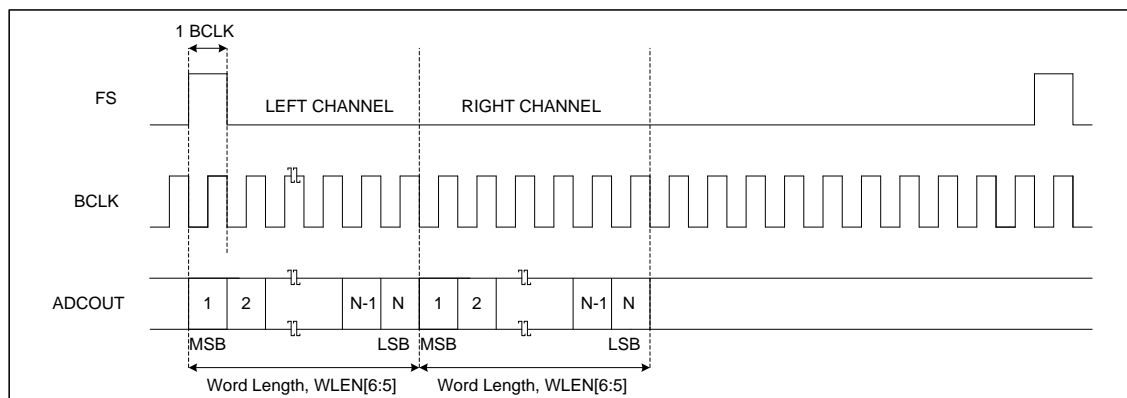 1 BCLK
FS
LEFT CHANNEL
RIGHT CHANNEL
BCLK
ADCOUT
1
2
N-1
N
1
2
N-1
N
MSB
LSB
MSB
LSB
Word Length, WLEN[6:5]
Word Length, WLEN[6:5]